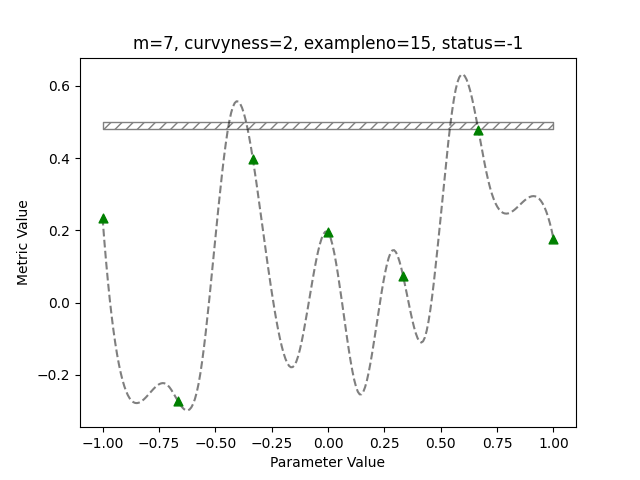 m=7, curvyness=2, exampleno=15, status=-1
Metric Value
0.6
0.4
0.2
0.0
−0.2
−1.00 −0.75 −0.50 −0.25 0.00 0.25 0.50 0.75 1.00
Parameter Value